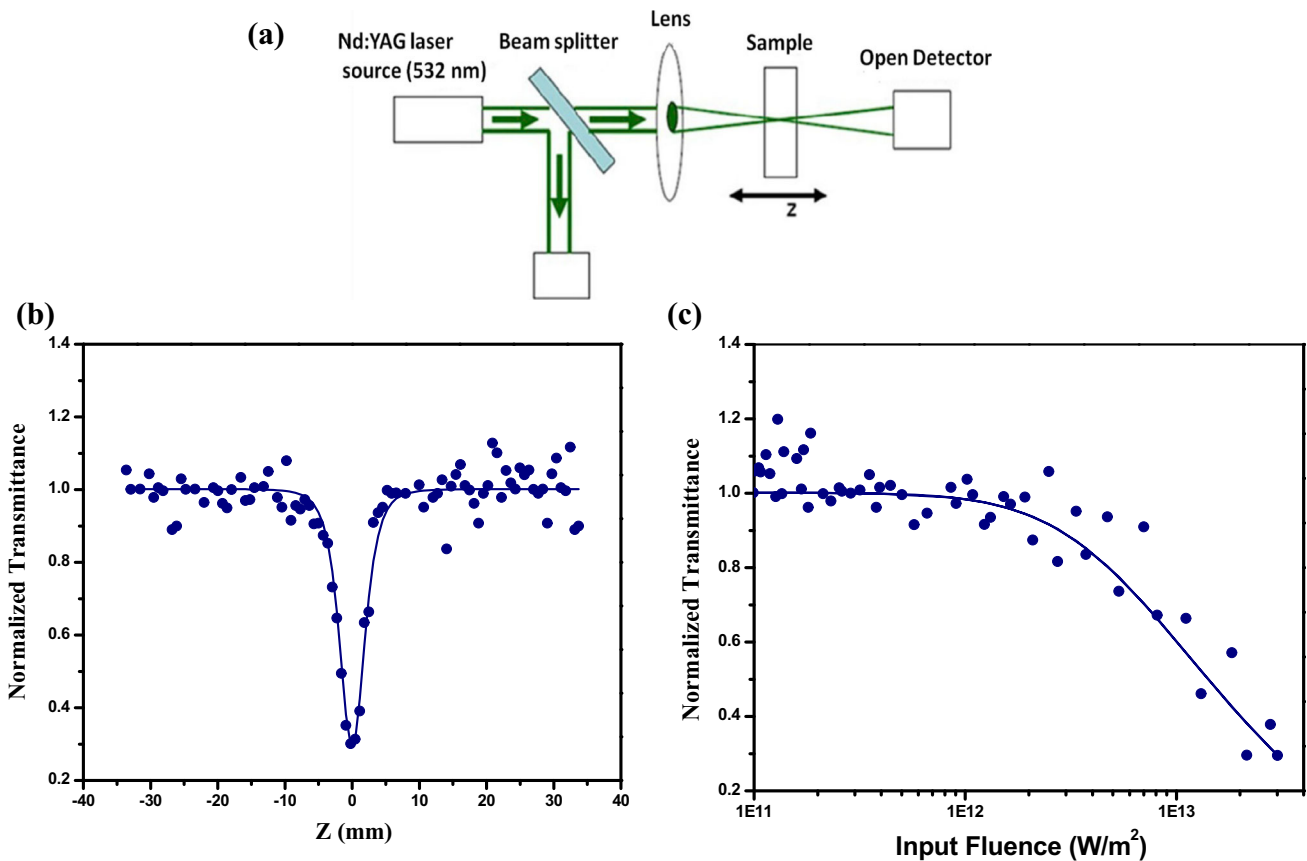 (a)
Nd:YAG laser
source (532 nm)
Beam splitter
Lens
Sample
Open Detector
z
(b)
Normalized Transmittance
1.4
1.2
1.0
0.8
0.6
0.4
0.2
-40 -30 -20 -10 0 10 20 30 40
Z (mm)
(c)
Normalized Transmittance
1.4
1.2
1.0
0.8
0.6
0.4
0.2
1E11 1E12 1E13
Input Fluence (W/m²)